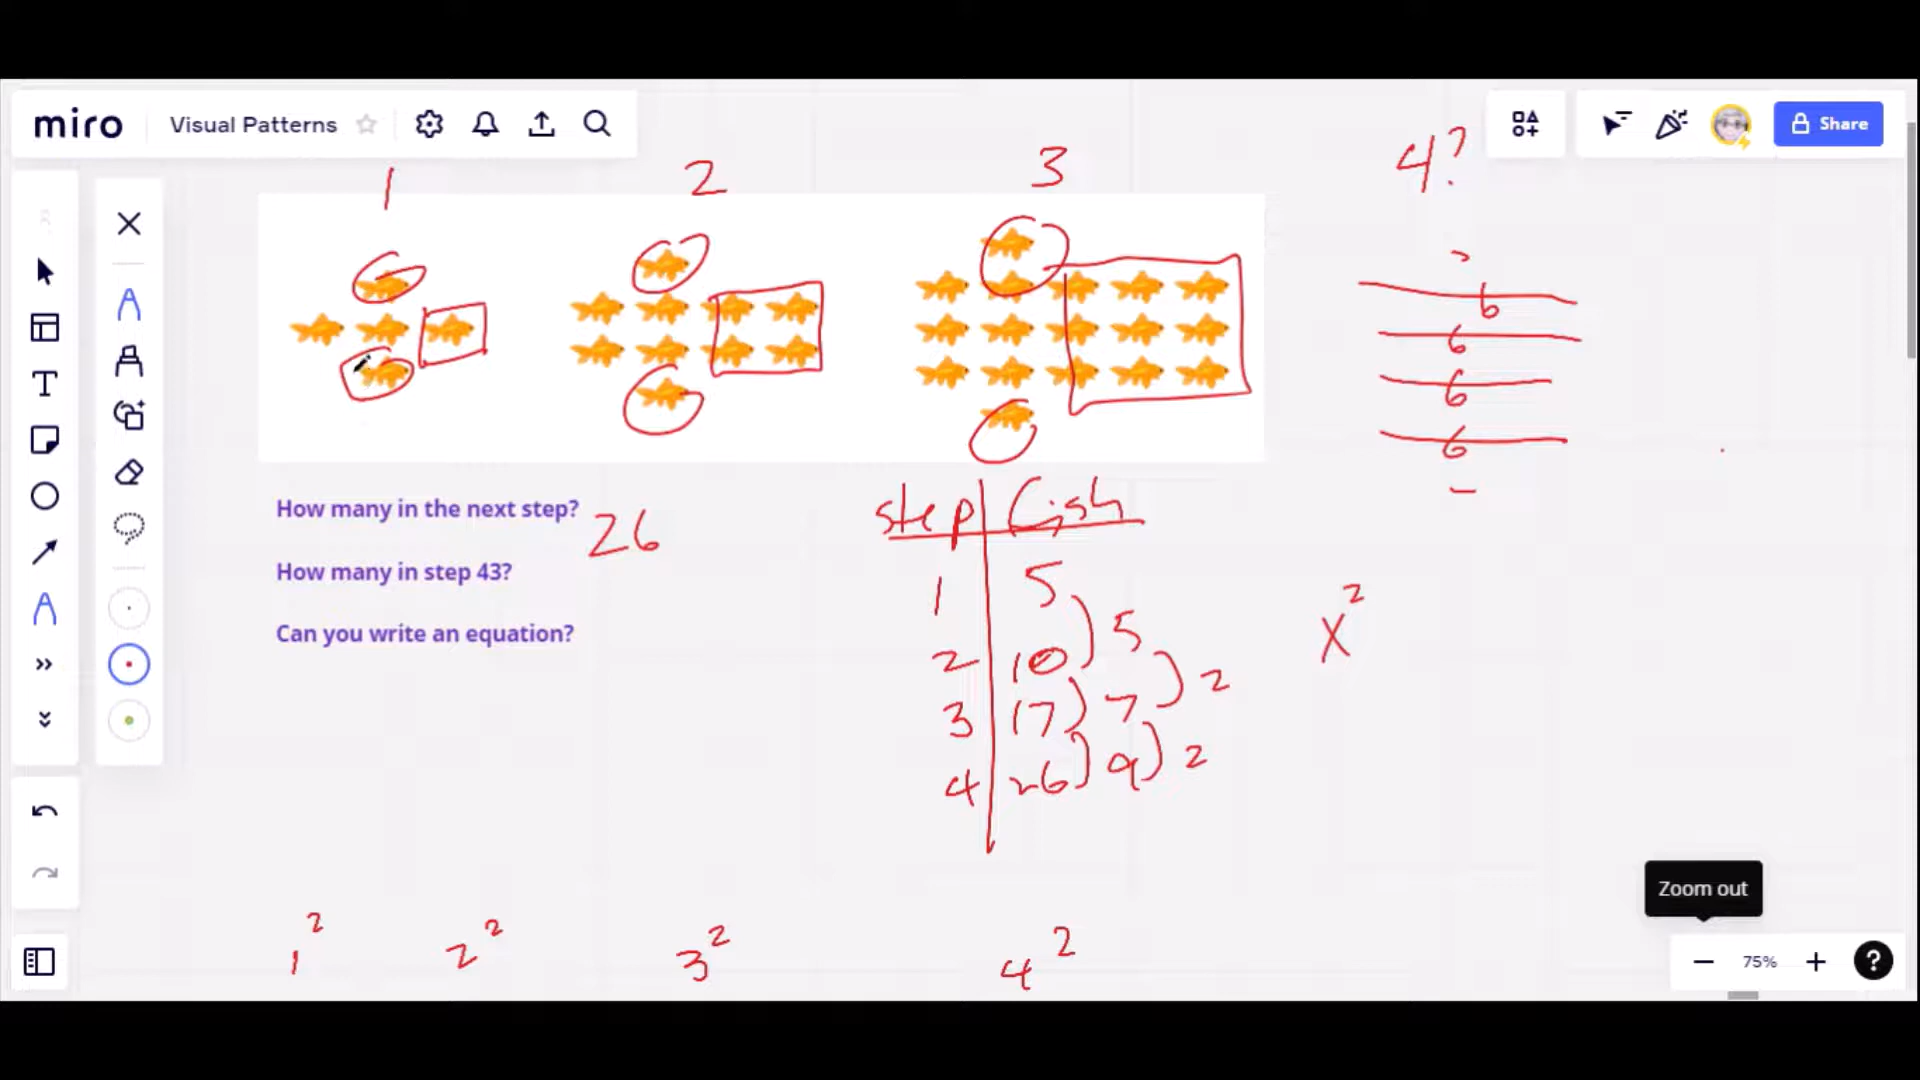 miro Visual Patterns Share
1 2 3 4?
6
6
6
6
How many in the next step? 26
How many in step 43?
Can you write an equation?
step fish
1 5
5
2 10
2
3 17 7
4 26 9 2
x²
1² 2² 3² 4²
Zoom out
75%
?
T